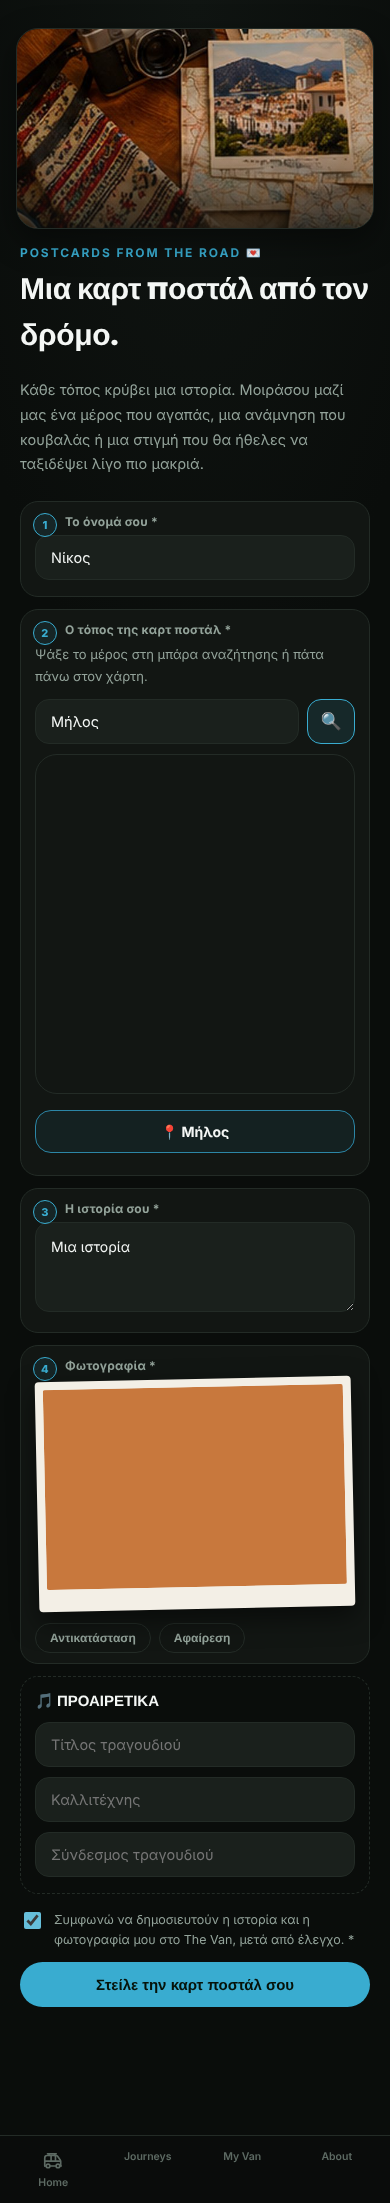 POSTCARDS FROM THE ROAD 💌
Μια καρτ ποστάλ από τον
δρόμο.
Κάθε τόπος κρύβει μια ιστορία. Μοιράσου μαζί
μας ένα μέρος που αγαπάς, μια ανάμνηση που
κουβαλάς ή μια στιγμή που θα ήθελες να
ταξιδέψει λίγο πιο μακριά.
1 Το όνομά σου *
Νίκος
2 Ο τόπος της καρτ ποστάλ *
Ψάξε το μέρος στη μπάρα αναζήτησης ή πάτα
πάνω στον χάρτη.
Μήλος 🔍
📍 Μήλος
3 Η ιστορία σου *
Μια ιστορία
4 Φωτογραφία *
Αντικατάσταση Αφαίρεση
🎵 ΠΡΟΑΙΡΕΤΙΚΑ
Τίτλος τραγουδιού
Καλλιτέχνης
Σύνδεσμος τραγουδιού
Συμφωνώ να δημοσιευτούν η ιστορία και η
φωτογραφία μου στο The Van, μετά από έλεγχο. *
Στείλε την καρτ ποστάλ σου
Home Journeys My Van About